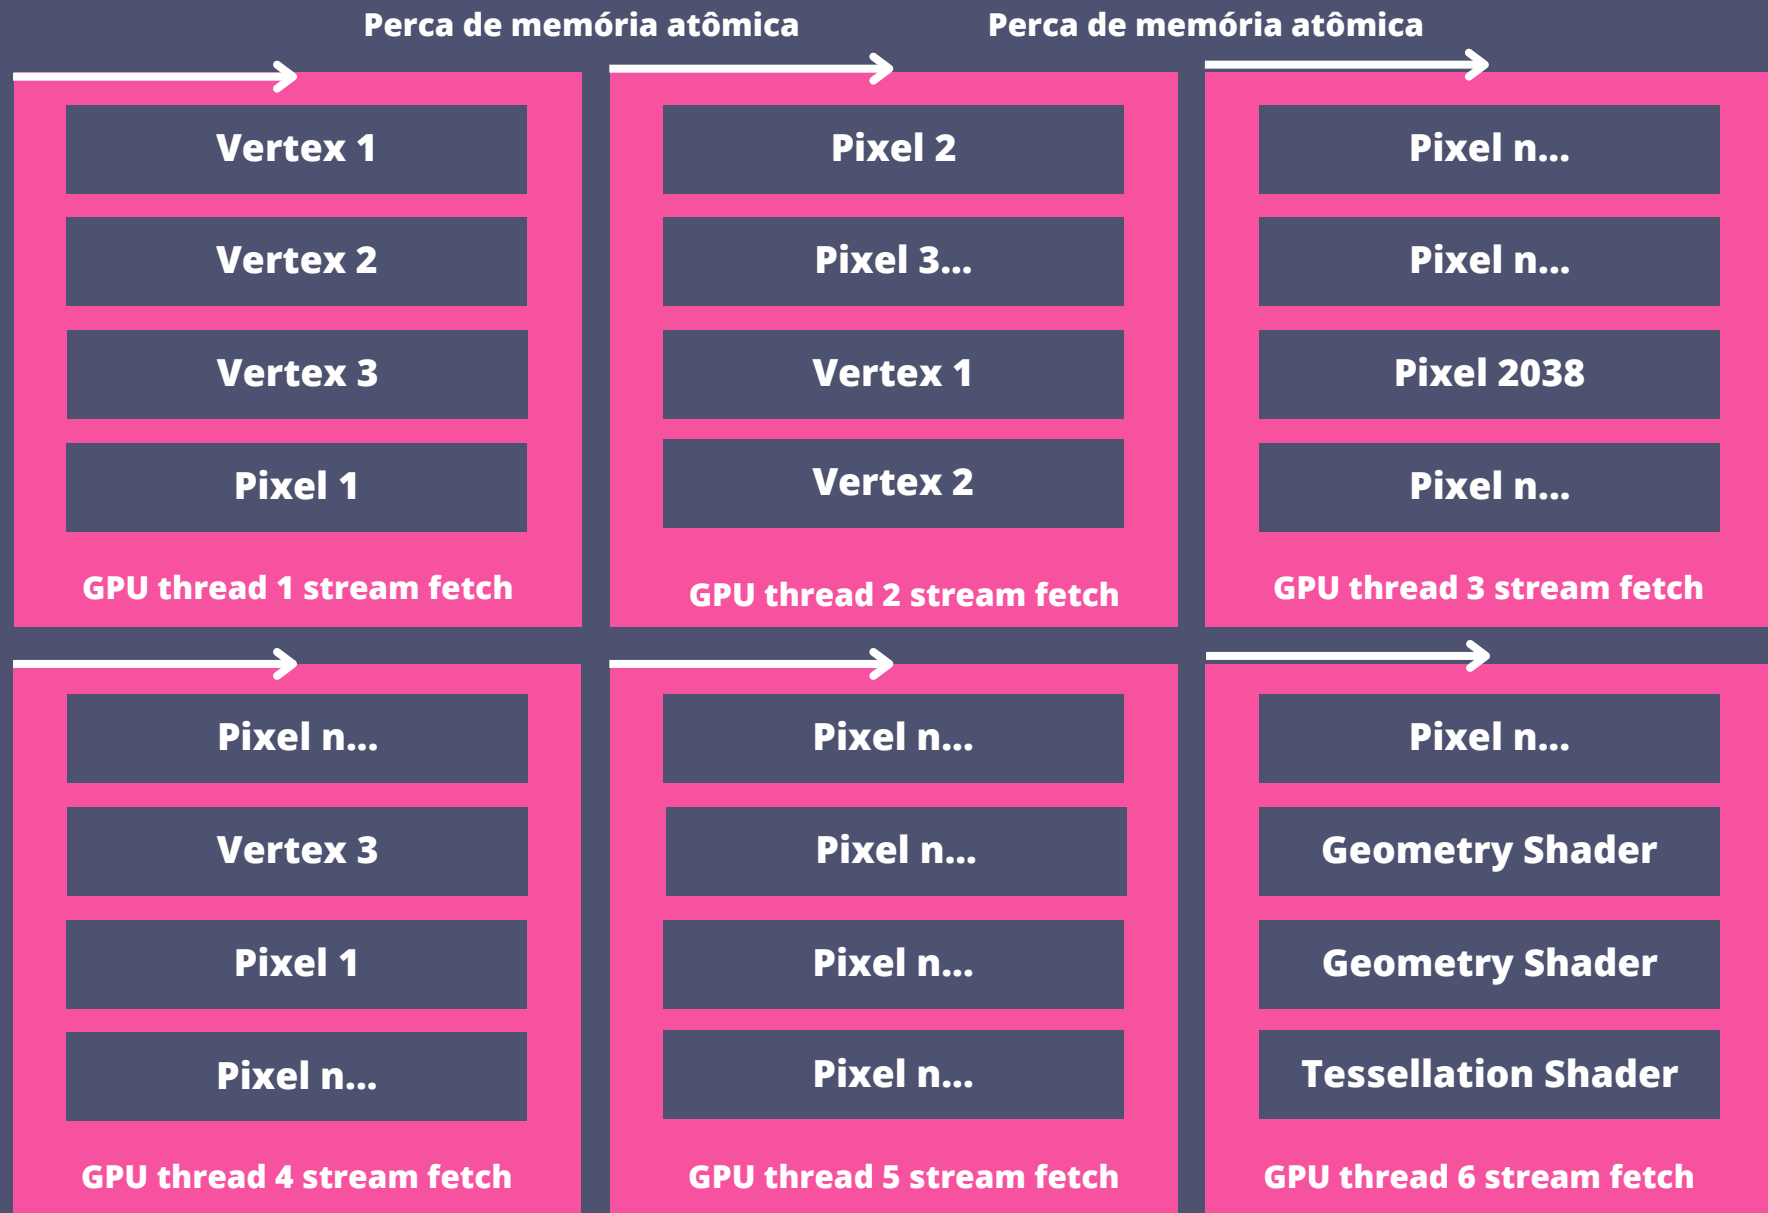 Perca de memória atômica
Perca de memória atômica
Vertex 1
Vertex 2
Vertex 3
Pixel 1
GPU thread 1 stream fetch
Pixel 2
Pixel 3...
Vertex 1
Vertex 2
GPU thread 2 stream fetch
Pixel n...
Pixel n...
Pixel 2038
Pixel n...
GPU thread 3 stream fetch
Pixel n...
Vertex 3
Pixel 1
Pixel n...
GPU thread 4 stream fetch
Pixel n...
Pixel n...
Pixel n...
Pixel n...
GPU thread 5 stream fetch
Pixel n...
Geometry Shader
Geometry Shader
Tessellation Shader
GPU thread 6 stream fetch